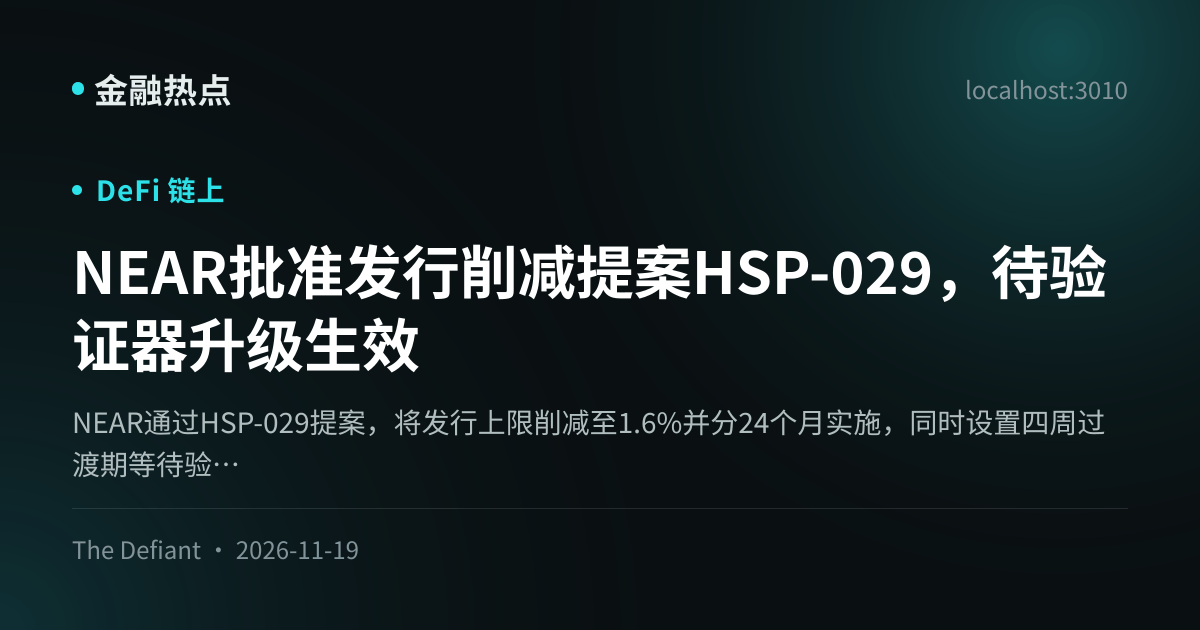 金融热点
localhost:3010
DeFi 链上
NEAR批准发行削减提案HSP-029，待验
证器升级生效
NEAR通过HSP-029提案，将发行上限削减至1.6%并分24个月实施，同时设置四周过
渡期等待验…
The Defiant · 2026-11-19